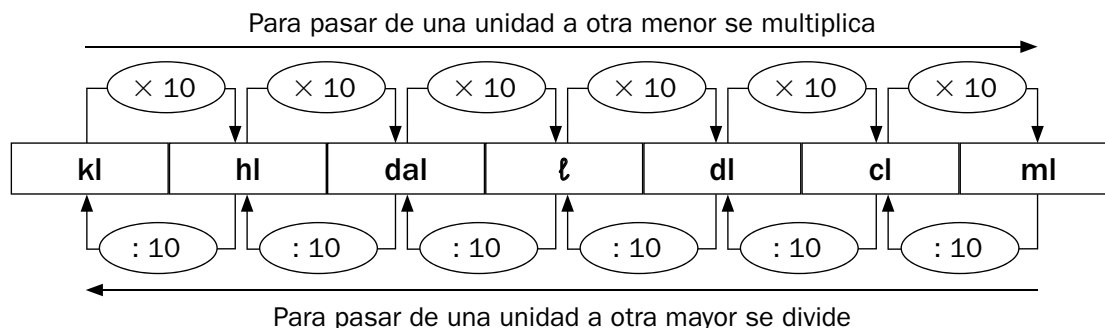 Para pasar de una unidad a otra menor se multiplica
× 10 × 10 × 10 × 10 × 10 × 10
kl hl dal ℓ dl cl ml
: 10 : 10 : 10 : 10 : 10 : 10
Para pasar de una unidad a otra mayor se divide